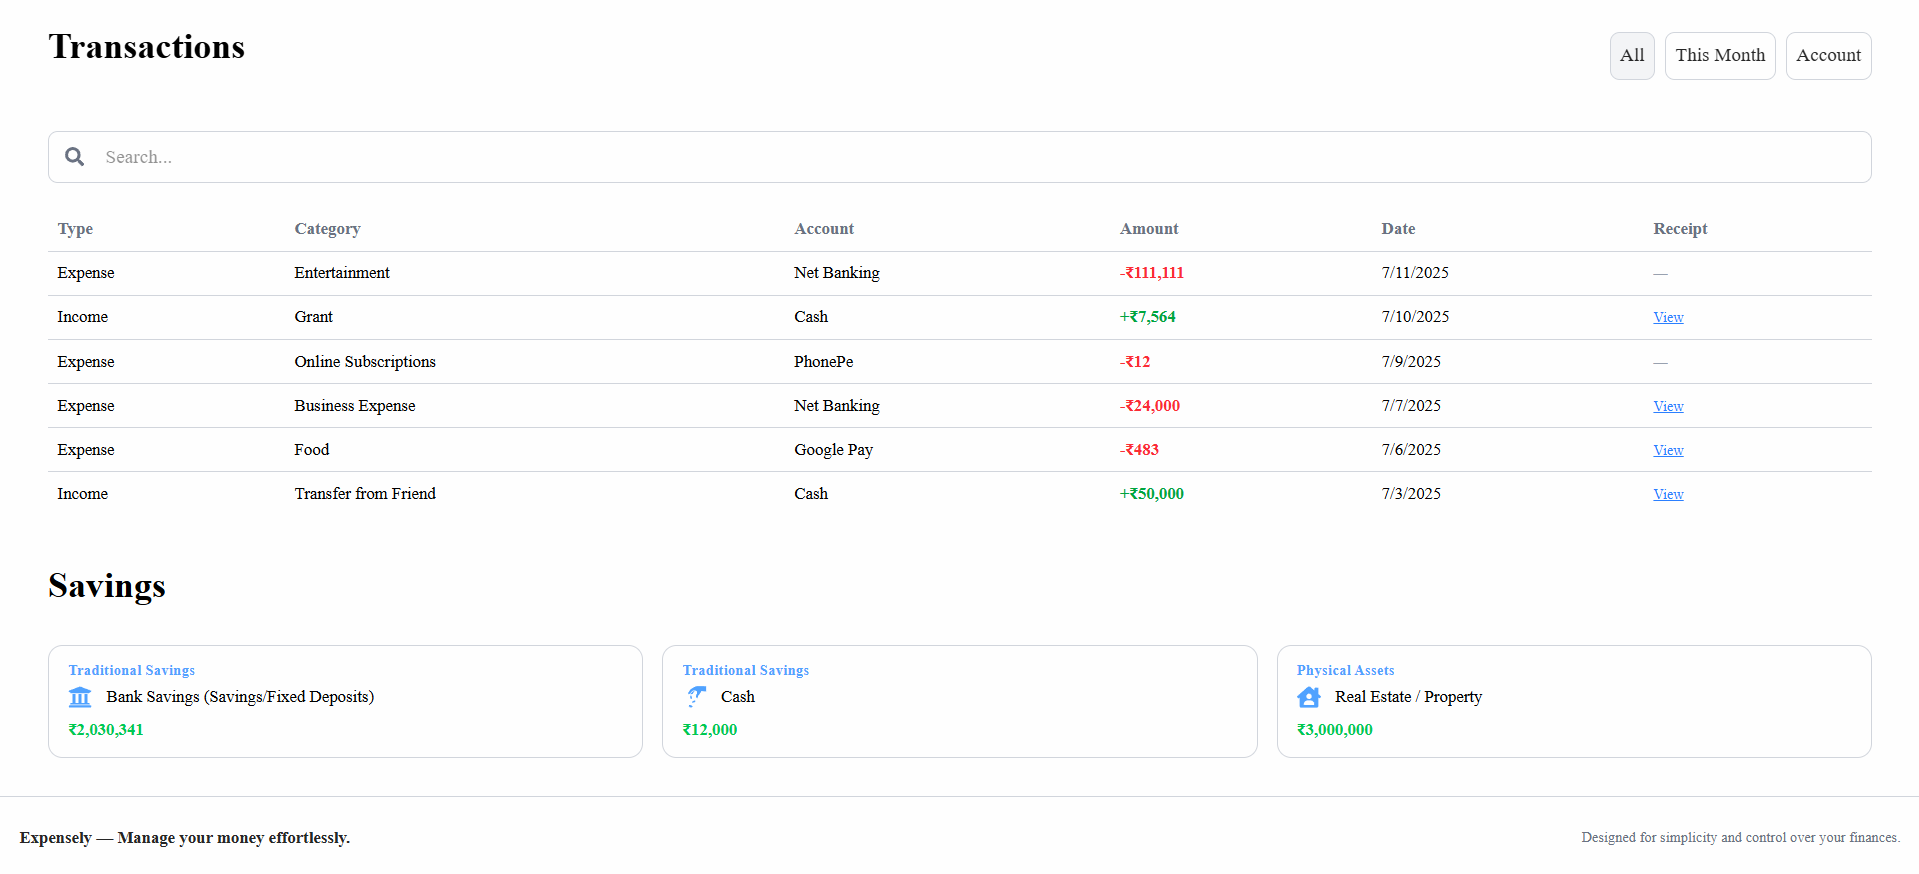 Transactions
All This Month Account
Search...
Type Category Account Amount Date Receipt
Expense Entertainment Net Banking -₹111,111 7/11/2025 —
Income Grant Cash +₹7,564 7/10/2025 View
Expense Online Subscriptions PhonePe -₹12 7/9/2025 —
Expense Business Expense Net Banking -₹24,000 7/7/2025 View
Expense Food Google Pay -₹483 7/6/2025 View
Income Transfer from Friend Cash +₹50,000 7/3/2025 View
Savings
Traditional Savings
Bank Savings (Savings/Fixed Deposits)
₹2,030,341
Traditional Savings
Cash
₹12,000
Physical Assets
Real Estate / Property
₹3,000,000
Expensely — Manage your money effortlessly.
Designed for simplicity and control over your finances.